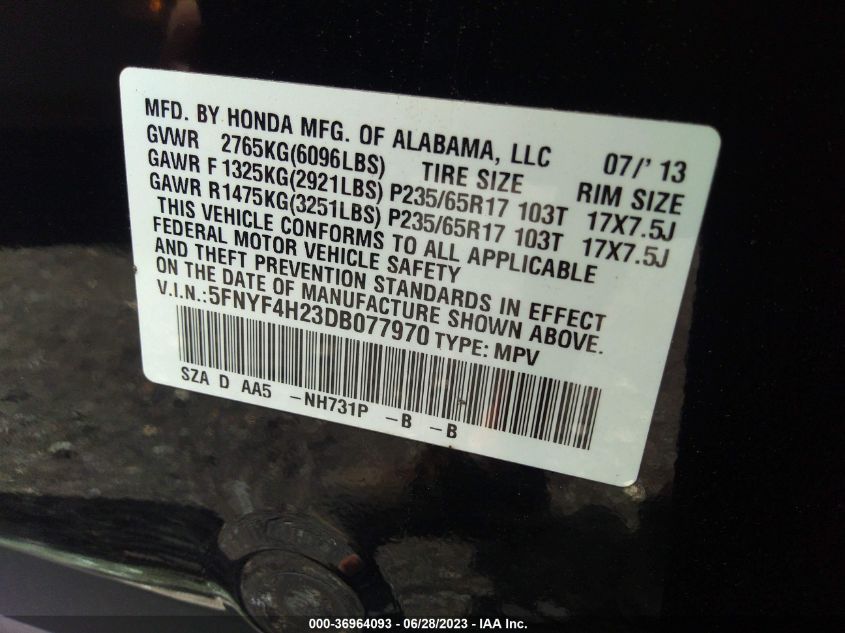 MFD. BY HONDA MFG. OF ALABAMA, LLC 07/' 13
GVWR 2765KG(6096LBS) TIRE SIZE RIM SIZE
GAWR F 1325KG(2921LBS) P235/65R17 103T 17X7.5J
GAWR R1475KG(3251LBS) P235/65R17 103T 17X7.5J
THIS VEHICLE CONFORMS TO ALL APPLICABLE
FEDERAL MOTOR VEHICLE SAFETY
AND THEFT PREVENTION STANDARDS IN EFFECT
ON THE DATE OF MANUFACTURE SHOWN ABOVE.
V.I.N.:5FNYF4H23DB077970 TYPE: MPV
SZA D AA5 -NH731P -B -B
000-36964093 - 06/28/2023 - IAA Inc.